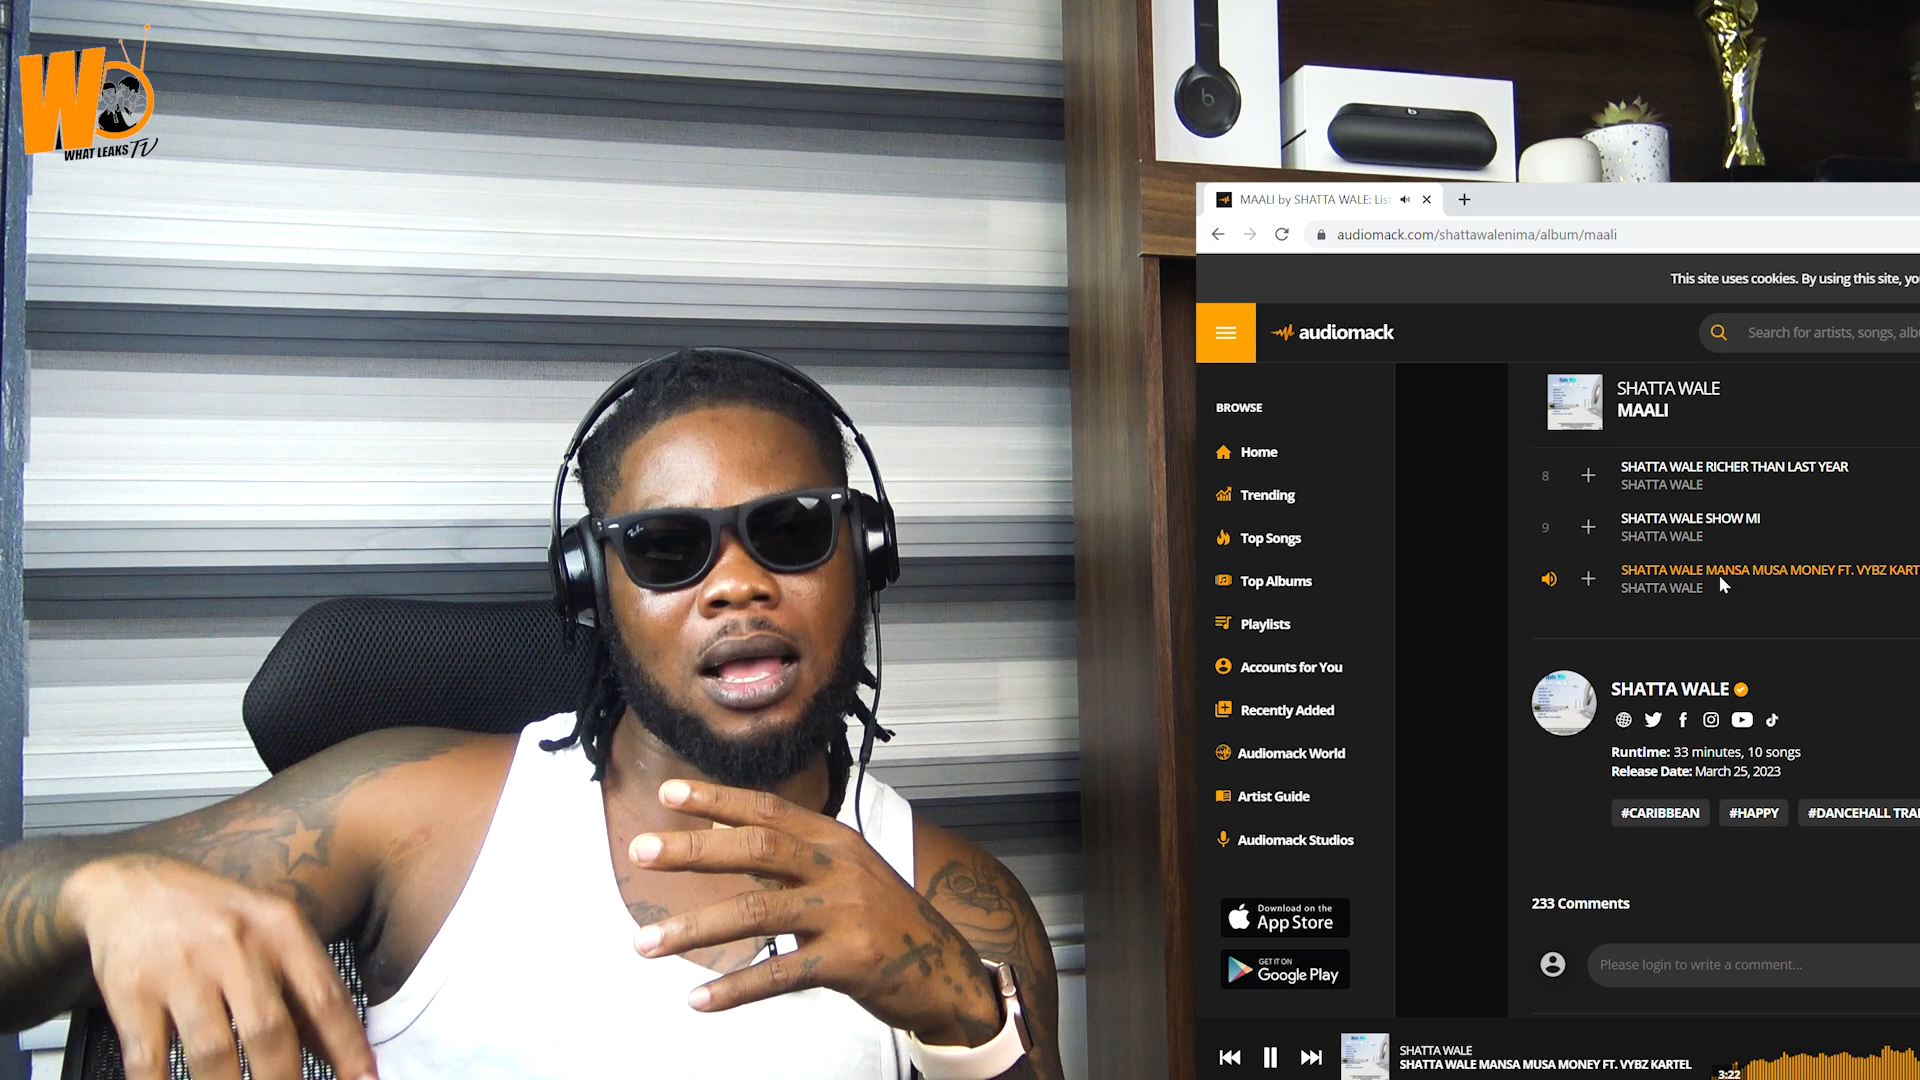 W
WHAT LEAKS TV
b
b
Ray-Ban
MAALI by SHATTA WALE: Lis
audiomack.com/shattawalenima/album/maali
This site uses cookies. By using this site, yo
audiomack
Search for artists, songs, alb
BROWSE
Home
Trending
Top Songs
Top Albums
Playlists
Accounts for You
Recently Added
Audiomack World
Artist Guide
Audiomack Studios
Download on the
App Store
GET IT ON
Google Play
SHATTA WALE
MAALI
8
SHATTA WALE RICHER THAN LAST YEAR
SHATTA WALE
9
SHATTA WALE SHOW MI
SHATTA WALE
SHATTA WALE MANSA MUSA MONEY FT. VYBZ KART
SHATTA WALE
SHATTA WALE
Runtime: 33 minutes, 10 songs
Release Date: March 25, 2023
#CARIBBEAN #HAPPY #DANCEHALL TRA
233 Comments
Please login to write a comment...
SHATTA WALE
SHATTA WALE MANSA MUSA MONEY FT. VYBZ KARTEL
3:22